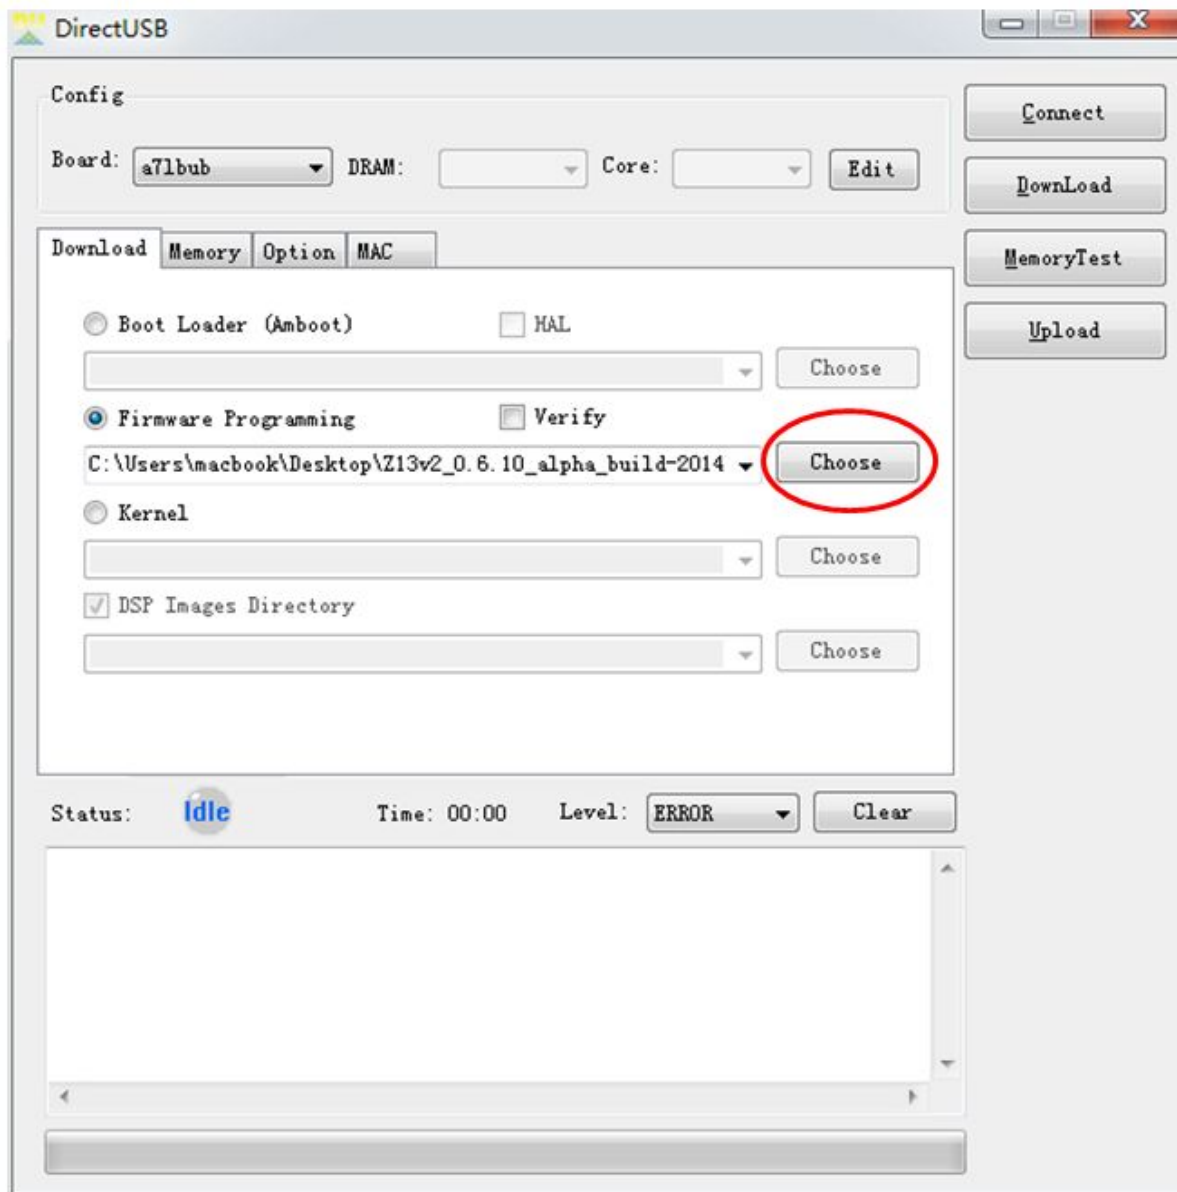 DirectUSB
Config
Connect
Board: a7lbub DRAM: Core: Edit
DownLoad
Download Memory Option MAC
MemoryTest
Boot Loader (Amboot) HAL
Upload
Choose
Firmware Programming Verify
C:\Users\macbook\Desktop\Z13v2_0.6.10_alpha_build-2014 Choose
Kernel
Choose
DSP Images Directory
Choose
Status: Idle Time: 00:00 Level: ERROR Clear